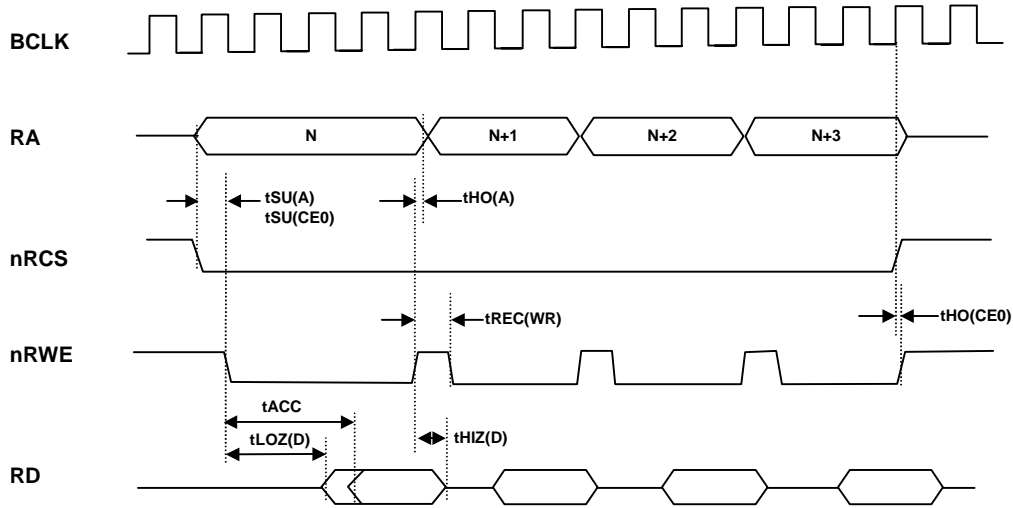 BCLK
RA
N
N+1
N+2
N+3
tSU(A)
tSU(CE0)
tHO(A)
nRCS
tREC(WR)
tHO(CE0)
nRWE
tACC
tLOZ(D)
tHIZ(D)
RD